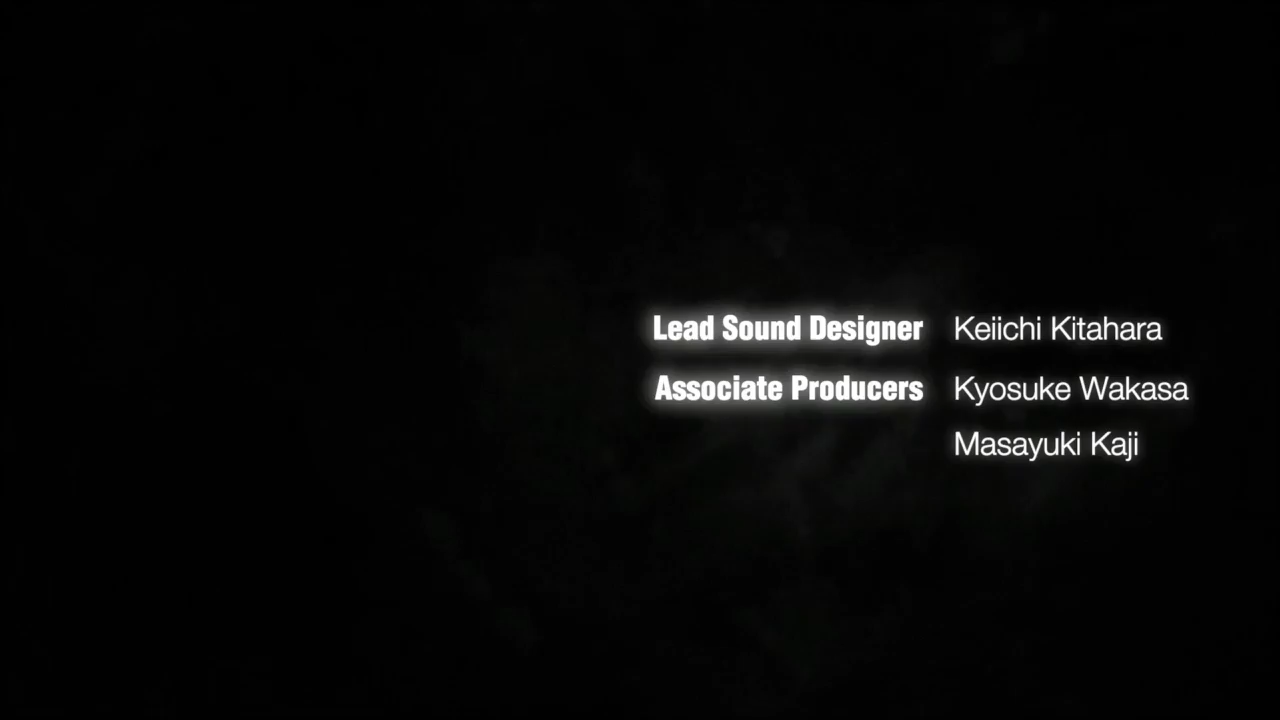 Lead Sound Designer Keiichi Kitahara
Associate Producers Kyosuke Wakasa
Masayuki Kaji